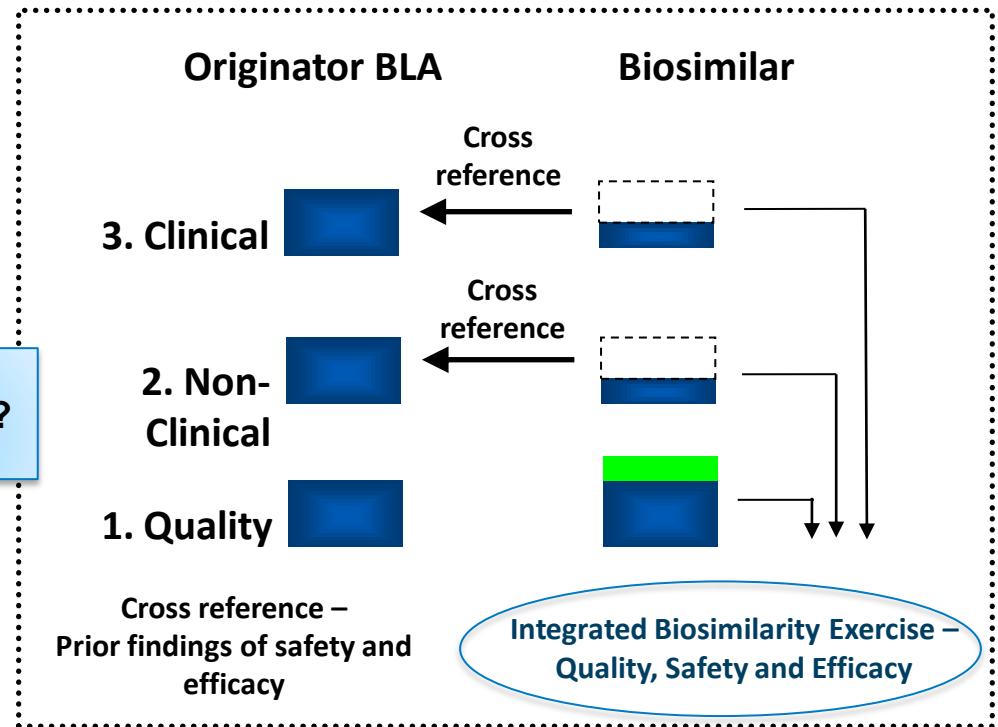 Originator BLA
Biosimilar
Cross
reference
3. Clinical
Cross
reference
2. Non-
Clinical
?
1. Quality
Cross reference –
Prior findings of safety and
efficacy
Integrated Biosimilarity Exercise –
Quality, Safety and Efficacy